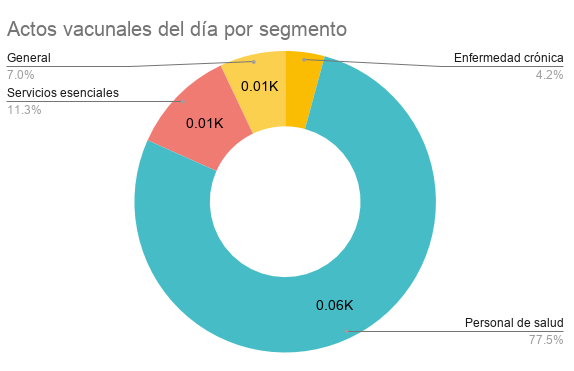 Actos vacunales del día por segmento
General
7.0%
Enfermedad crónica
4.2%
Servicios esenciales
11.3%
0.01K
0.01K
0.06K
Personal de salud
77.5%